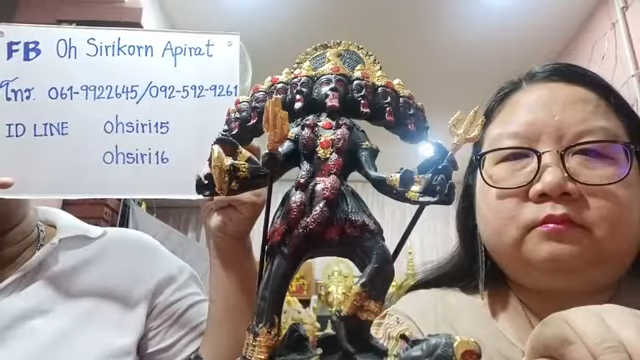 FB Oh Sirikorn Apirat
โทร. 061-9922645/092-592-9261
ID LINE ohsiri15
ohsiri16